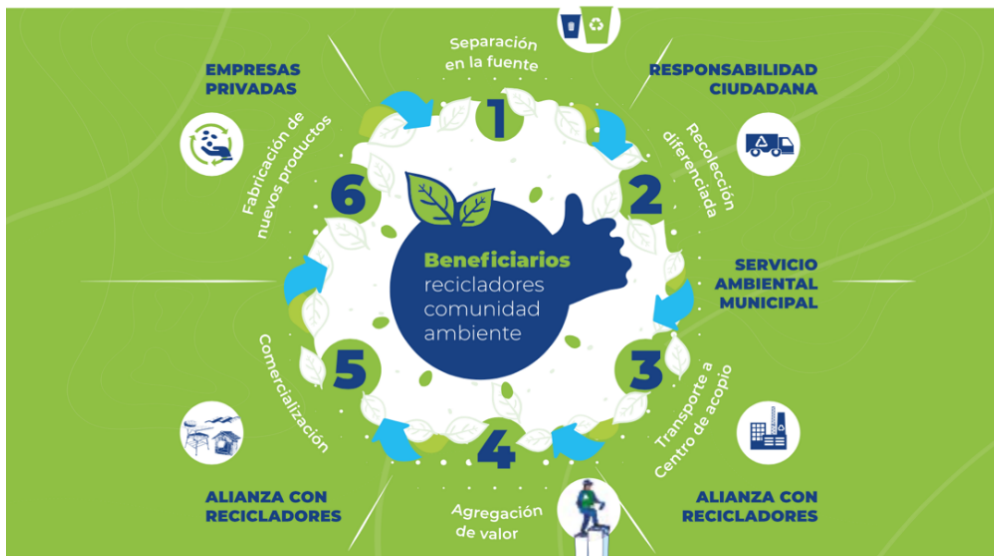 Separación
en la fuente
1
RESPONSABILIDAD
CIUDADANA
Recolección
diferenciada
2
SERVICIO
AMBIENTAL
MUNICIPAL
3
Transporte a
Centro de acopio
ALIANZA CON
RECICLADORES
4
Agregación
de valor
ALIANZA CON
RECICLADORES
5
Comercialización
6
Fabricación de
nuevos productos
EMPRESAS
PRIVADAS
Beneficiarios
recicladores
comunidad
ambiente